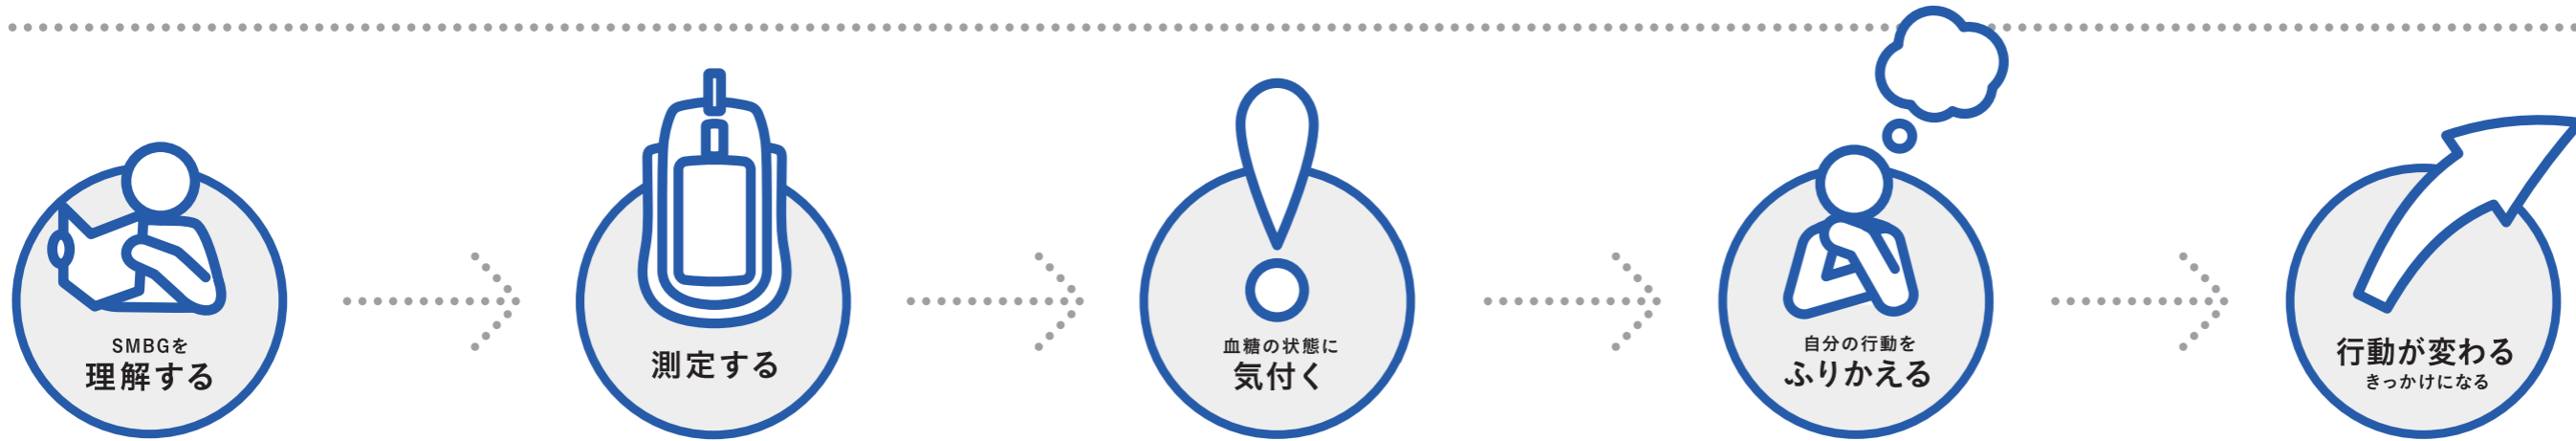 SMBGを
理解する
測定する
血糖の状態に
気付く
自分の行動を
ふりかえる
行動が変わる
きっかけになる